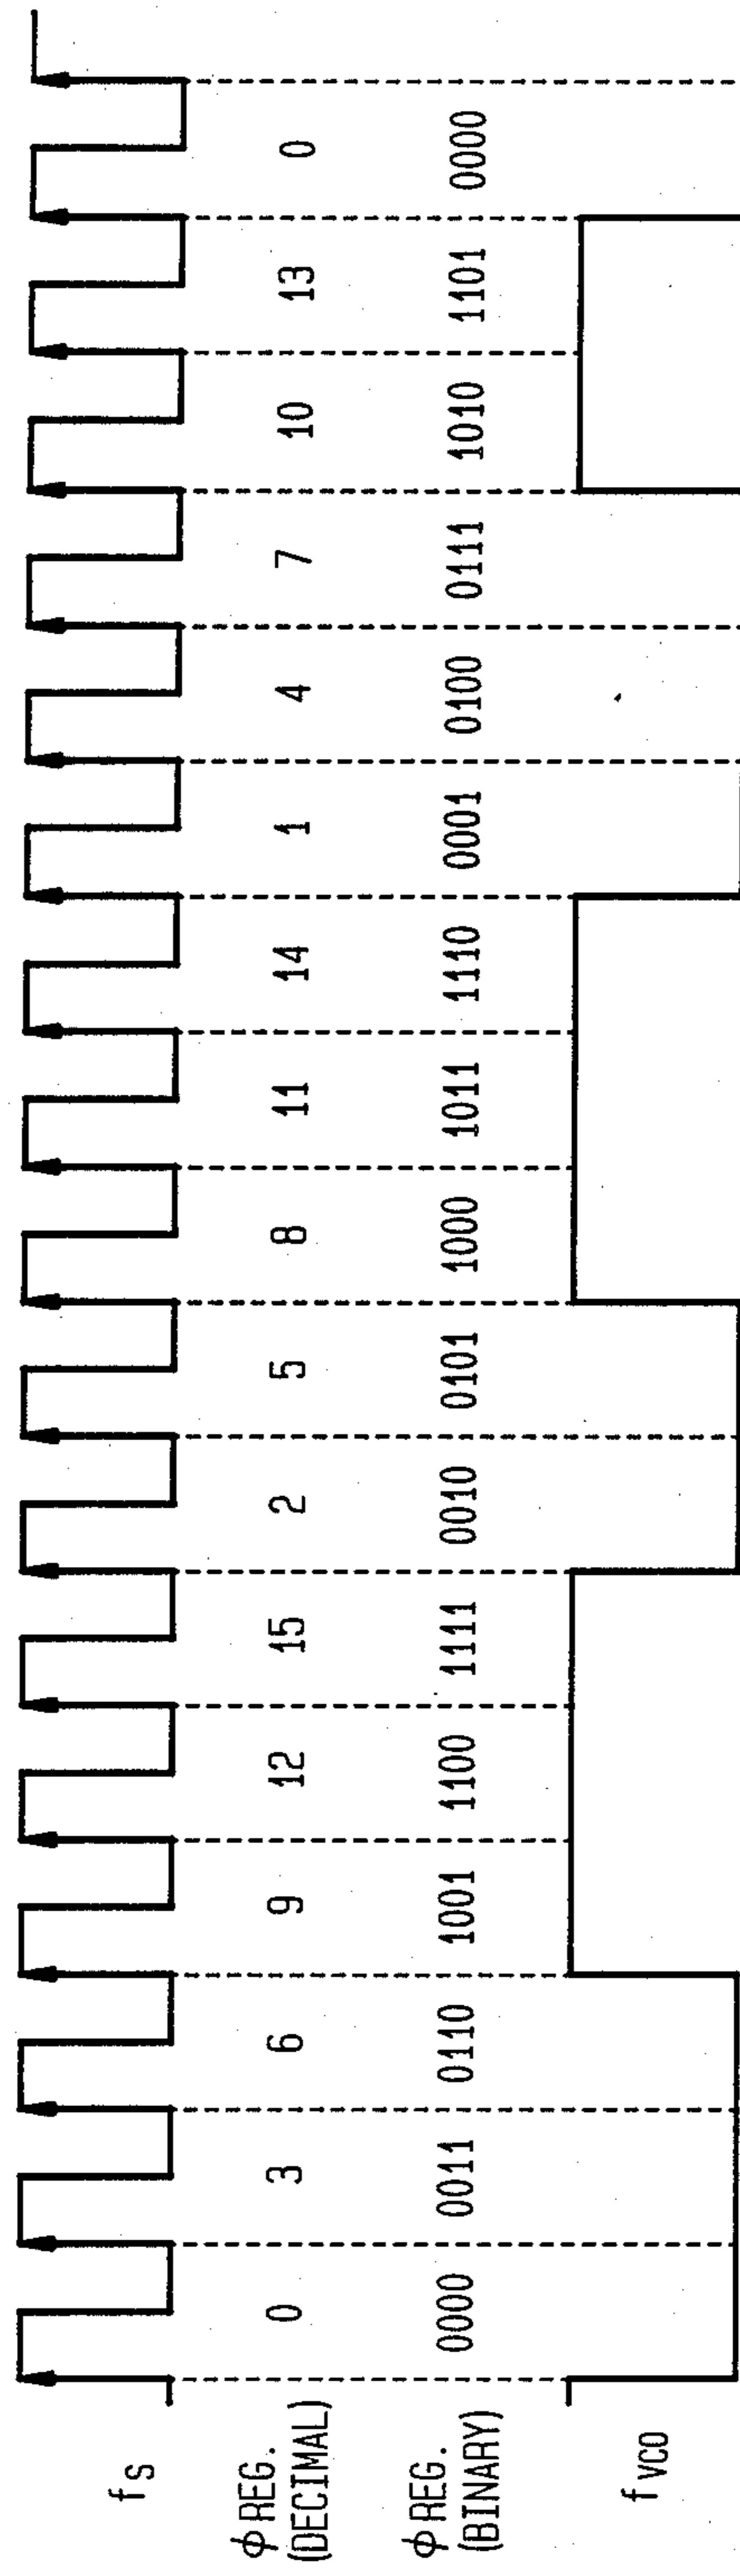 f S
ϕ REG. (DECIMAL) 0 3 6 9 12 15 2 5 8 11 14 1 4 7 10 13 0
ϕ REG. (BINARY) 0000 0011 0110 1001 1100 1111 0010 0101 1000 1011 1110 0001 0100 0111 1010 1101 0000
f VCO